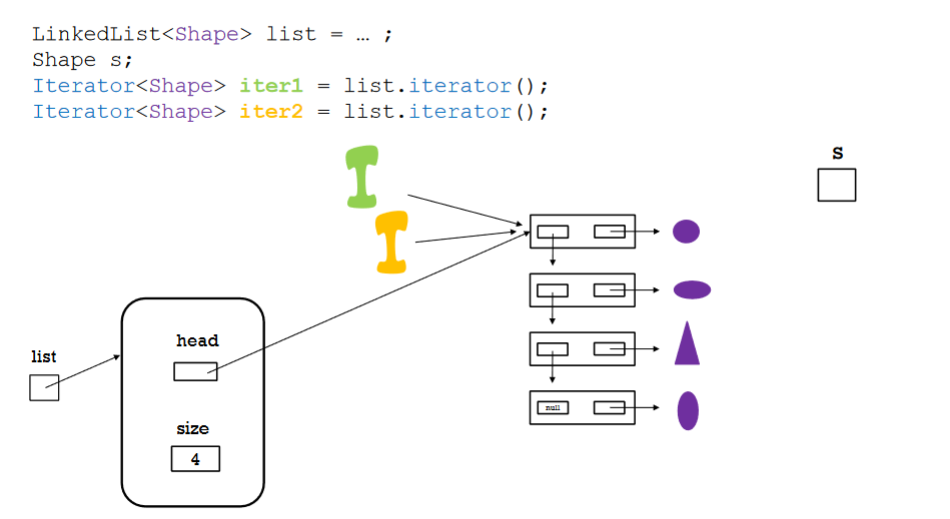 LinkedList<Shape> list = … ;
Shape s;
Iterator<Shape> iter1 = list.iterator();
Iterator<Shape> iter2 = list.iterator();
s
I
I
head
list
size
4
null